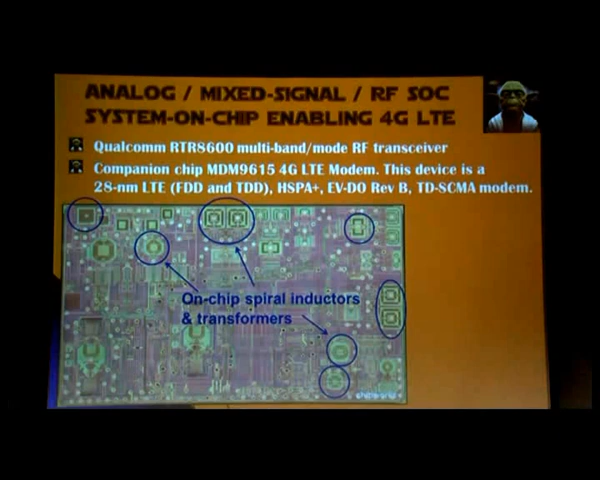 ANALOG / MIXED-SIGNAL / RF SOC
SYSTEM-ON-CHIP ENABLING 4G LTE
Qualcomm RTR8600 multi-band/mode RF transceiver
Companion chip MDM9615 4G LTE Modem. This device is a
28-nm LTE (FDD and TDD), HSPA+, EV-DO Rev B, TD-SCMA modem.
On-chip spiral inductors
& transformers